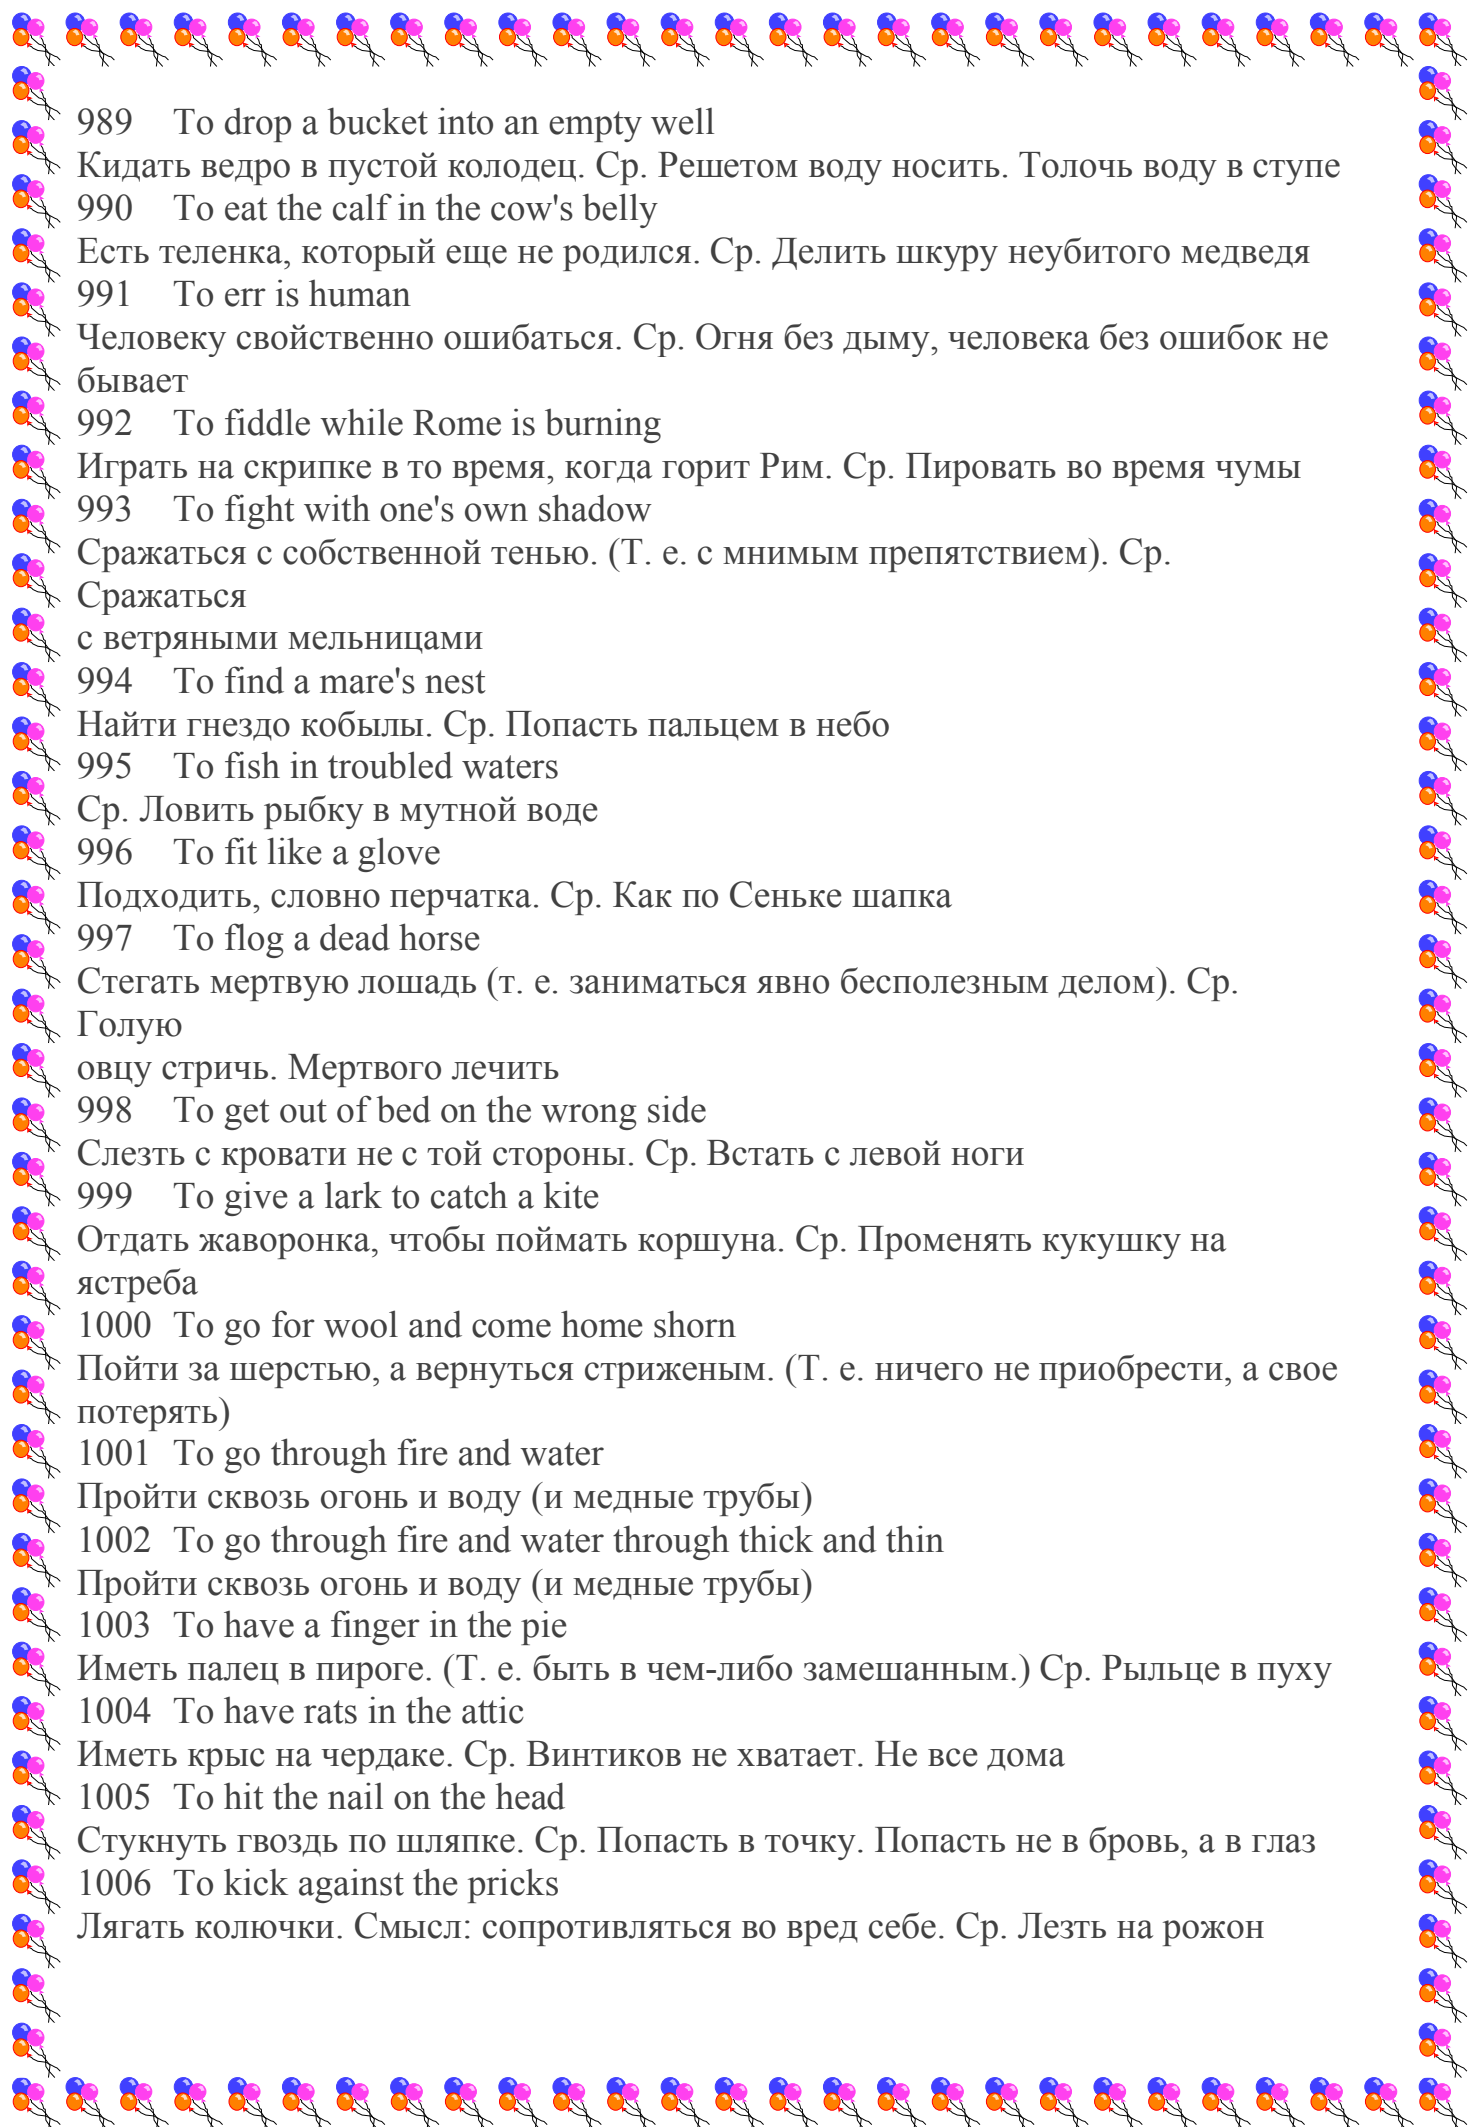 989 To drop a bucket into an empty well
Кидать ведро в пустой колодец. Ср. Решетом воду носить. Толочь воду в ступе
990 To eat the calf in the cow's belly
Есть теленка, который еще не родился. Ср. Делить шкуру неубитого медведя
991 To err is human
Человеку свойственно ошибаться. Ср. Огня без дыму, человека без ошибок не
бывает
992 To fiddle while Rome is burning
Играть на скрипке в то время, когда горит Рим. Ср. Пировать во время чумы
993 To fight with one's own shadow
Сражаться с собственной тенью. (Т. е. с мнимым препятствием). Ср.
Сражаться
с ветряными мельницами
994 To find a mare's nest
Найти гнездо кобылы. Ср. Попасть пальцем в небо
995 To fish in troubled waters
Ср. Ловить рыбку в мутной воде
996 To fit like a glove
Подходить, словно перчатка. Ср. Как по Сеньке шапка
997 To flog a dead horse
Стегать мертвую лошадь (т. е. заниматься явно бесполезным делом). Ср.
Голую
овцу стричь. Мертвого лечить
998 To get out of bed on the wrong side
Слезть с кровати не с той стороны. Ср. Встать с левой ноги
999 To give a lark to catch a kite
Отдать жаворонка, чтобы поймать коршуна. Ср. Променять кукушку на
ястреба
1000 To go for wool and come home shorn
Пойти за шерстью, а вернуться стриженым. (Т. е. ничего не приобрести, а свое
потерять)
1001 To go through fire and water
Пройти сквозь огонь и воду (и медные трубы)
1002 To go through fire and water through thick and thin
Пройти сквозь огонь и воду (и медные трубы)
1003 To have a finger in the pie
Иметь палец в пироге. (Т. е. быть в чем-либо замешанным.) Ср. Рыльце в пуху
1004 To have rats in the attic
Иметь крыс на чердаке. Ср. Винтиков не хватает. Не все дома
1005 To hit the nail on the head
Стукнуть гвоздь по шляпке. Ср. Попасть в точку. Попасть не в бровь, а в глаз
1006 To kick against the pricks
Лягать колючки. Смысл: сопротивляться во вред себе. Ср. Лезть на рожон